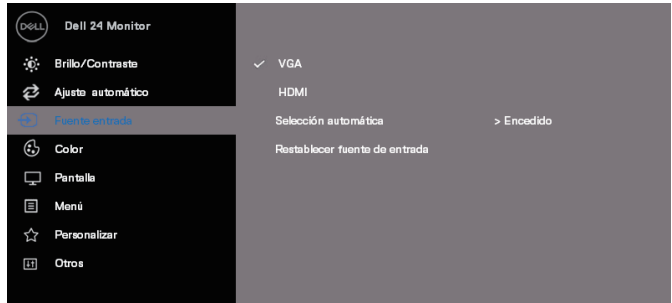 DELL Dell 24 Monitor
Brillo/Contraste
VGA
Ajuste automático
HDMI
Fuente entrada
Selección automática > Encedido
Color
Restablecer fuente de entrada
Pantalla
Menú
Personalizar
Otros